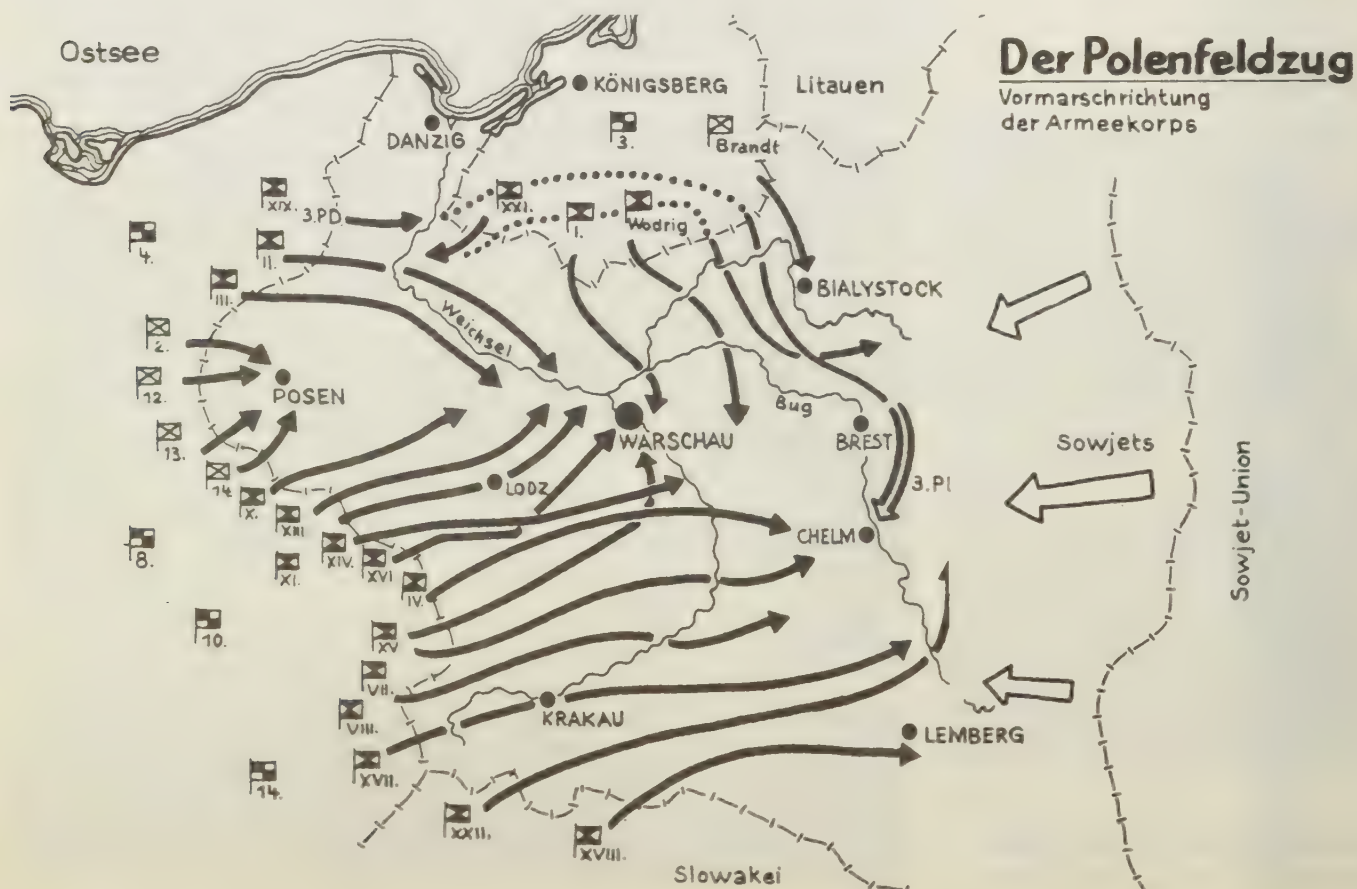 Ostsee
Der Polenfeldzug
Vormarschrichtung
der Armeekorps
KÖNIGSBERG
Litauen
DANZIG
3.
Brandt
XIX.
3.PD
XXI.
I.
Wodrig
4.
II.
III.
BIALYSTOCK
Weichsel
2.
12.
POSEN
Bug
13.
WARSCHAU
BREST
Sowjets
14.
X.
LODZ
3.PI
XIII.
8.
XI.
XIV.
XVI.
CHELM
IV.
Sowjet-Union
10.
XV.
VII.
VIII.
KRAKAU
LEMBERG
XVII.
14.
XXII.
XVIII.
Slowakei